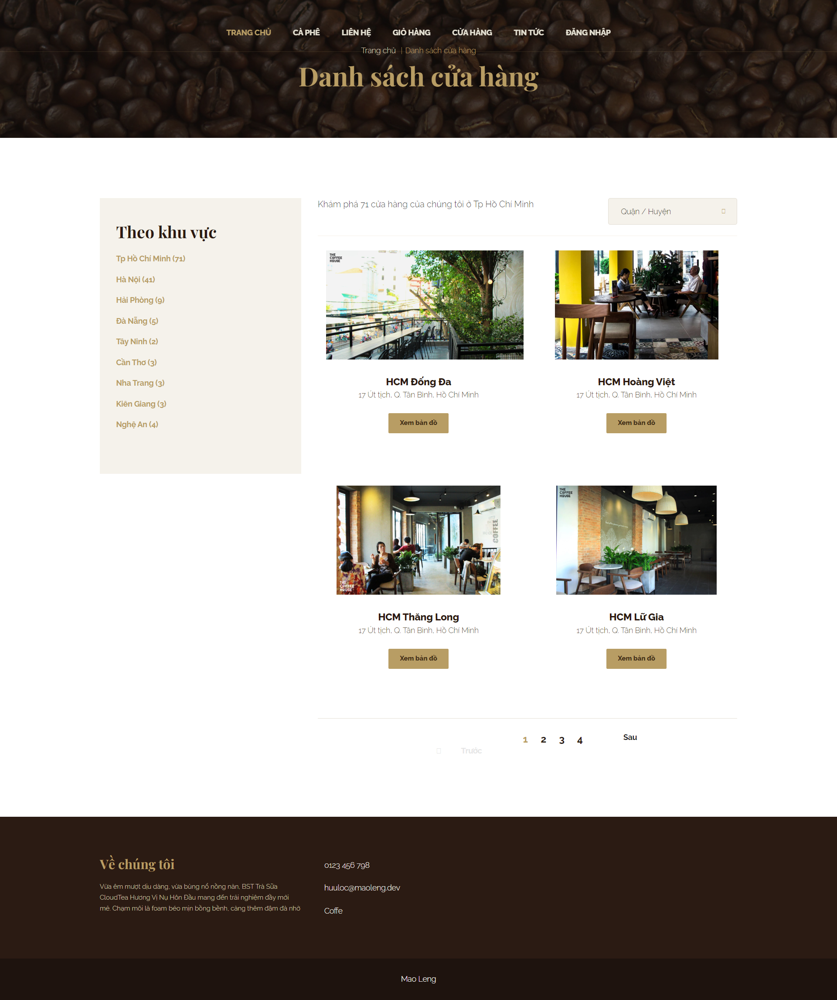 TRANG CHỦ CÀ PHÊ LIÊN HỆ GIỎ HÀNG CỬA HÀNG TIN TỨC ĐĂNG NHẬP
Trang chủ | Danh sách cửa hàng
Danh sách cửa hàng
Theo khu vực
Tp Hồ Chí Minh (71)
Hà Nội (41)
Hải Phòng (9)
Đà Nẵng (5)
Tây Ninh (2)
Cần Thơ (3)
Nha Trang (3)
Kiên Giang (3)
Nghệ An (4)
Khám phá 71 cửa hàng của chúng tôi ở Tp Hồ Chí Minh
Quận / Huyện
THE
COFFEE
HOUSE
HCM Đống Đa
17 Út tịch, Q. Tân Bình, Hồ Chí Minh
Xem bản đồ
HCM Hoàng Việt
17 Út tịch, Q. Tân Bình, Hồ Chí Minh
Xem bản đồ
COFFEE
THE
COFFEE
HOUSE
HCM Thăng Long
17 Út tịch, Q. Tân Bình, Hồ Chí Minh
Xem bản đồ
THE
COFFEE
HOUSE
HCM Lữ Gia
17 Út tịch, Q. Tân Bình, Hồ Chí Minh
Xem bản đồ
Trước
1 2 3 4
Sau
Về chúng tôi
Vừa êm mượt dịu dàng, vừa bùng nổ nồng nàn, BST Trà Sữa
CloudTea Hương Vị Nụ Hôn Đầu mang đến trải nghiệm đầy mới
mẻ. Chạm môi là foam béo mịn bồng bềnh, càng thêm đậm đà nhờ
0123 456 798
huuloc@maoleng.dev
Coffe
Mao Leng